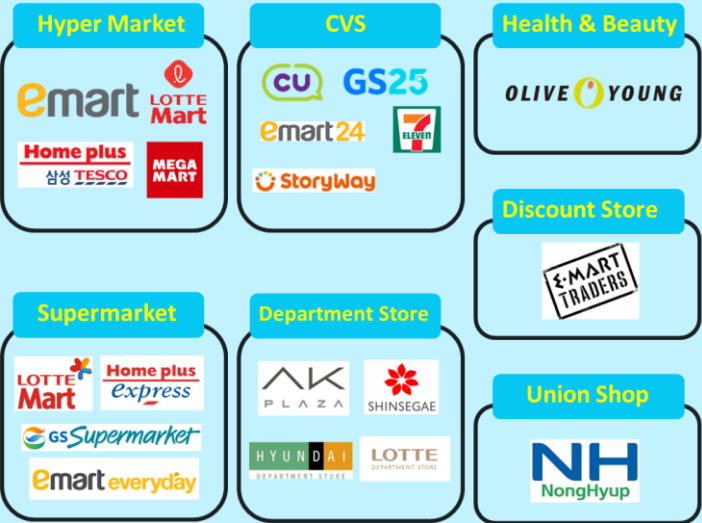 Hyper Market
emart
LOTTE
Mart
Home plus
삼성 TESCO
MEGA
MART
CVS
CU
GS25
emart24
7
ELEVEN
StoryWay
Health & Beauty
OLIVE YOUNG
Discount Store
E·MART
TRADERS
Supermarket
LOTTE
Mart
Home plus
express
GS Supermarket
emart everyday
Department Store
AK
PLAZA
SHINSEGAE
HYUNDAI
DEPARTMENT STORE
LOTTE
DEPARTMENT STORE
Union Shop
NH
NongHyup